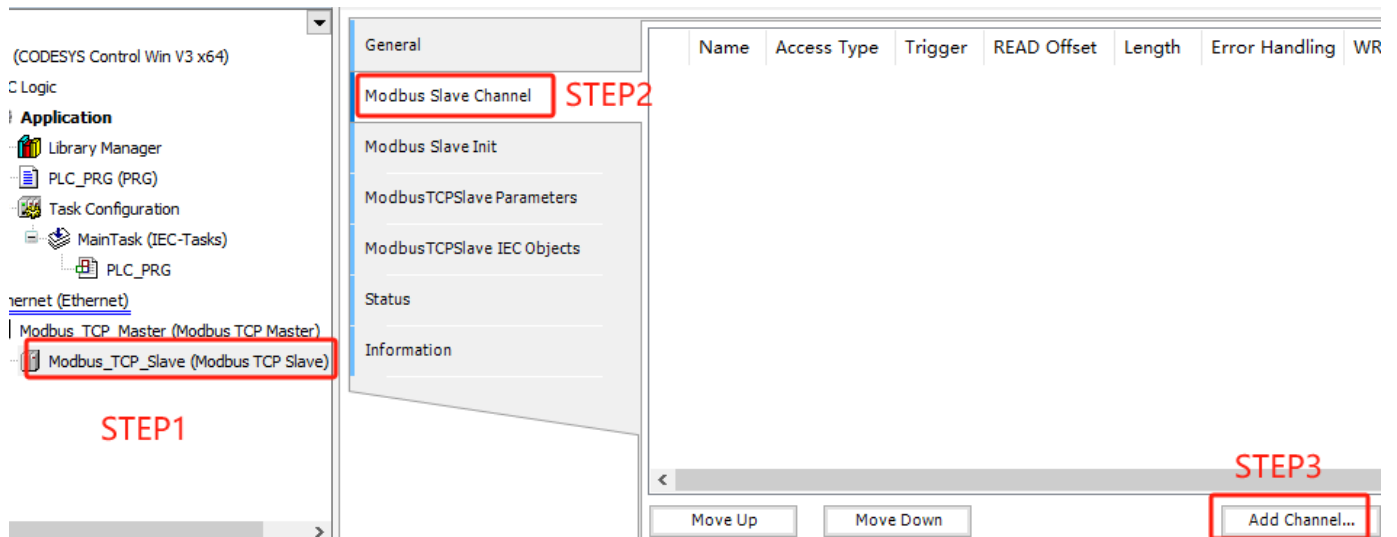 (CODESYS Control Win V3 x64)
C Logic
Application
Library Manager
PLC_PRG (PRG)
Task Configuration
MainTask (IEC-Tasks)
PLC_PRG
hernet (Ethernet)
Modbus_TCP_Master (Modbus TCP Master)
Modbus_TCP_Slave (Modbus TCP Slave)
STEP1
General
Modbus Slave Channel
STEP2
Modbus Slave Init
ModbusTCPSlave Parameters
ModbusTCPSlave IEC Objects
Status
Information
Name Access Type Trigger READ Offset Length Error Handling WR
STEP3
Move Up Move Down Add Channel...